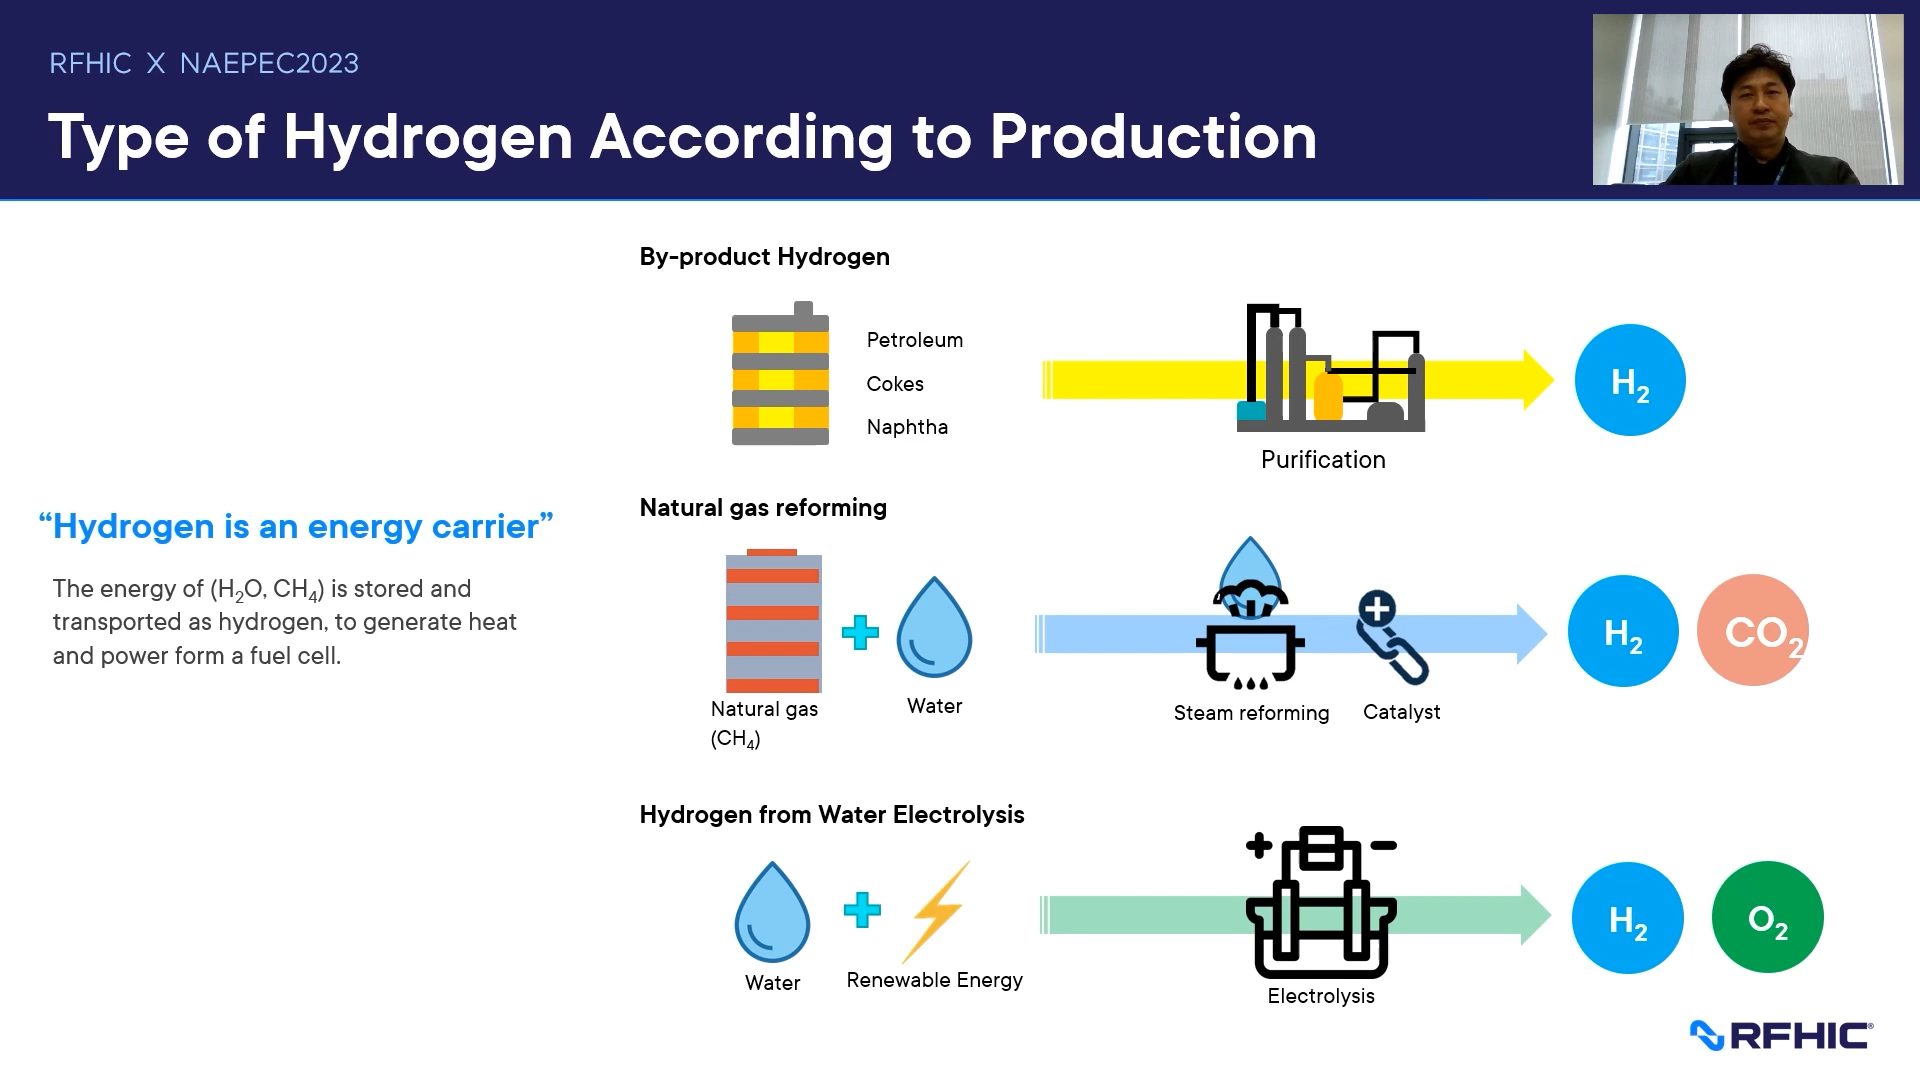 RFHIC X NAEPEC2023
Type of Hydrogen According to Production
“Hydrogen is an energy carrier”
The energy of (H₂O, CH₄) is stored and
transported as hydrogen, to generate heat
and power form a fuel cell.
By-product Hydrogen
Petroleum
Cokes
Naphtha
Purification
H₂
Natural gas reforming
Natural gas
(CH₄)
Water
Steam reforming
Catalyst
H₂
CO₂
Hydrogen from Water Electrolysis
Water
Renewable Energy
Electrolysis
H₂
O₂
RFHIC®